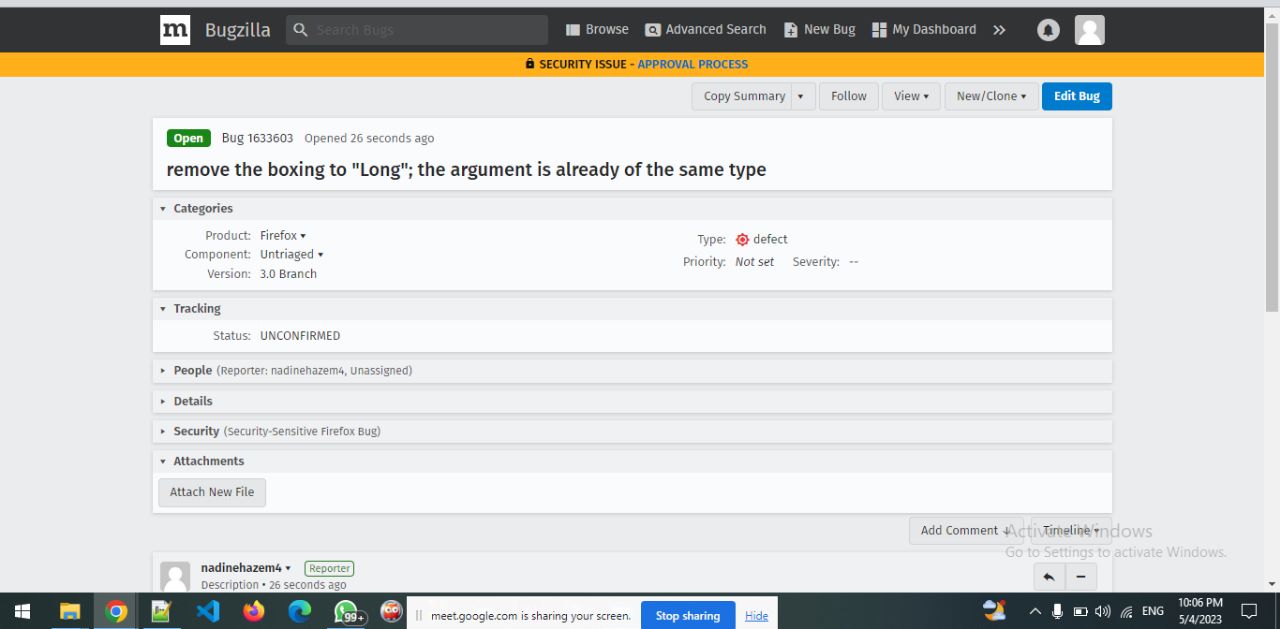 m Bugzilla Search Bugs Browse Advanced Search New Bug My Dashboard
SECURITY ISSUE - APPROVAL PROCESS
Copy Summary Follow View New/Clone Edit Bug
Open Bug 1633603 Opened 26 seconds ago
remove the boxing to "Long"; the argument is already of the same type
Categories
Product: Firefox
Component: Untriaged
Version: 3.0 Branch
Type: defect
Priority: Not set Severity: --
Tracking
Status: UNCONFIRMED
People (Reporter: nadinehazem4, Unassigned)
Details
Security (Security-Sensitive Firefox Bug)
Attachments
Attach New File
Add Comment ↓ Timeline
Activate Windows
Go to Settings to activate Windows.
nadinehazem4 Reporter
Description • 26 seconds ago
99+ meet.google.com is sharing your screen. Stop sharing Hide ENG
10:06 PM
5/4/2023